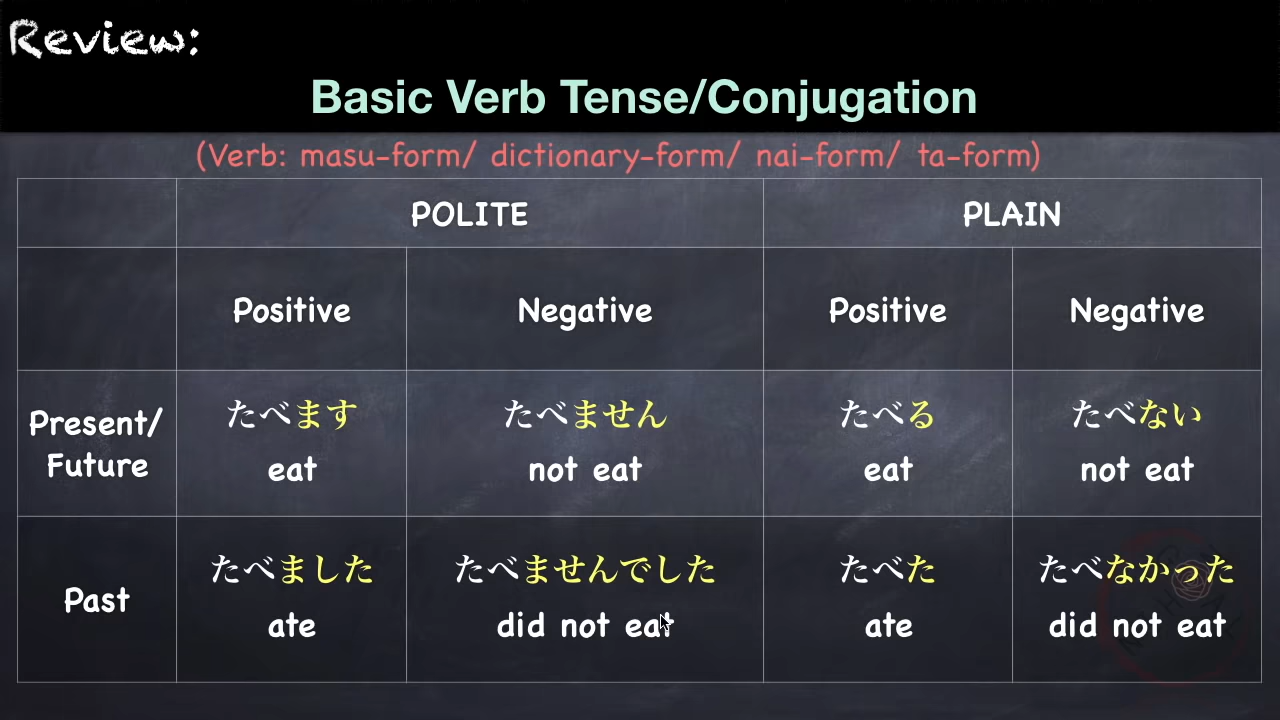 Review:
Basic Verb Tense/Conjugation
(Verb: masu-form/ dictionary-form/ nai-form/ ta-form)
POLITE
PLAIN
Positive
Negative
Positive
Negative
Present/
Future
たべます
eat
たべません
not eat
たべる
eat
たべない
not eat
Past
たべました
ate
たべませんでした
did not eat
たべた
ate
たべなかった
did not eat